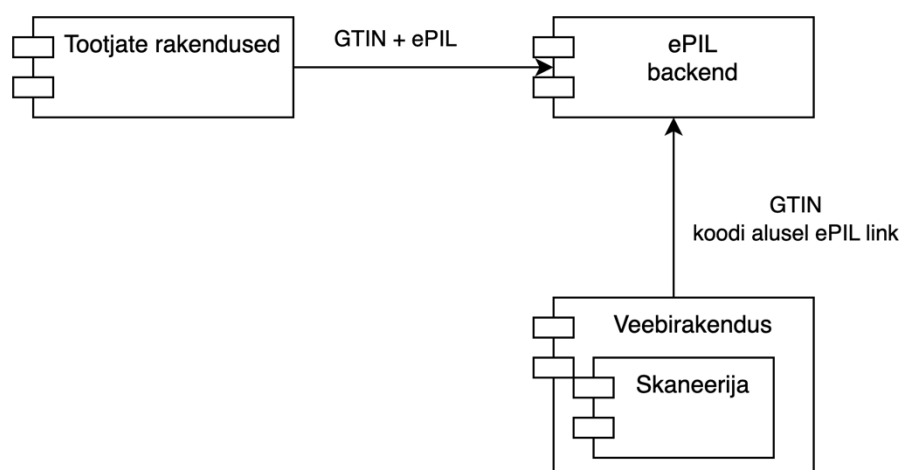 Tootjate rakendused
GTIN + ePIL
ePIL
backend
GTIN
koodi alusel ePIL link
Veebirakendus
Skaneerija